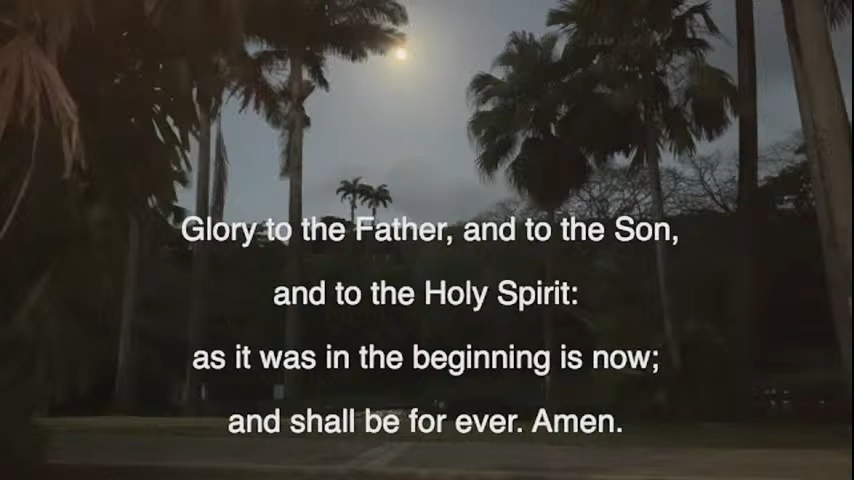 Glory to the Father, and to the Son,
and to the Holy Spirit:
as it was in the beginning is now;
and shall be for ever. Amen.